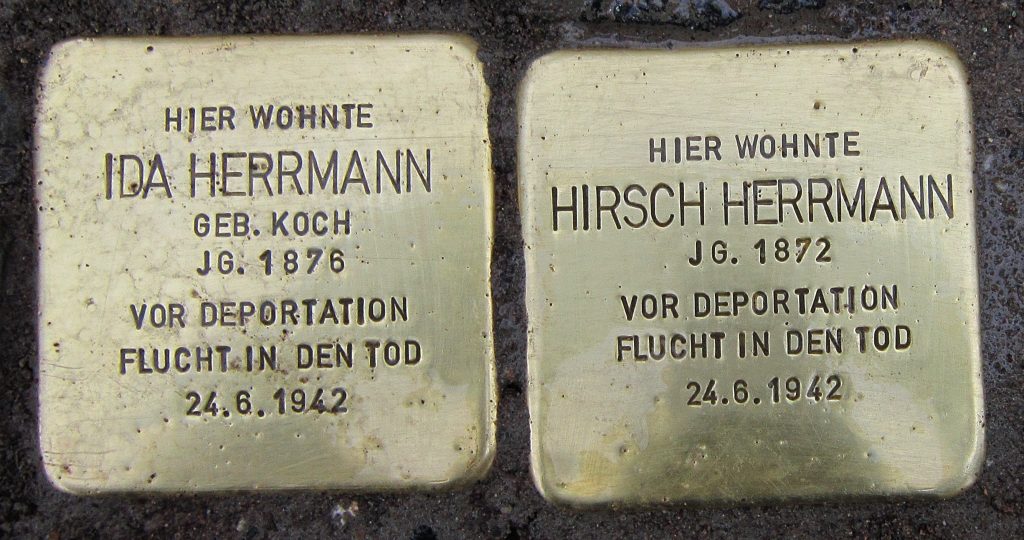 HIER WOHNTE
IDA HERRMANN
GEB. KOCH
JG. 1876
VOR DEPORTATION
FLUCHT IN DEN TOD
24.6.1942
HIER WOHNTE
HIRSCH HERRMANN
JG. 1872
VOR DEPORTATION
FLUCHT IN DEN TOD
24.6.1942